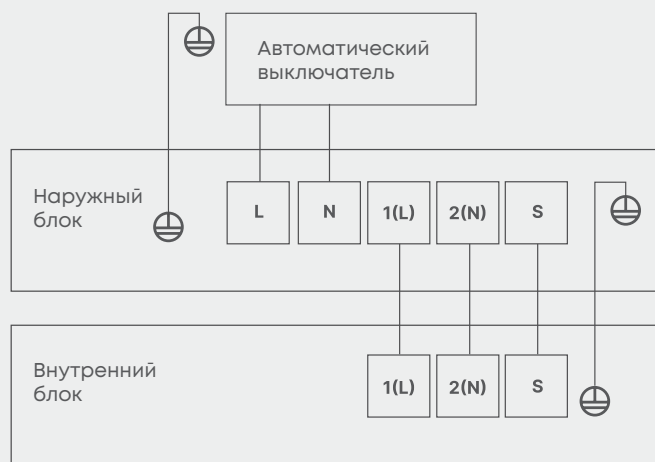 Автоматический
выключатель
Наружный
блок
L N 1(L) 2(N) S
Внутренний
блок
1(L) 2(N) S